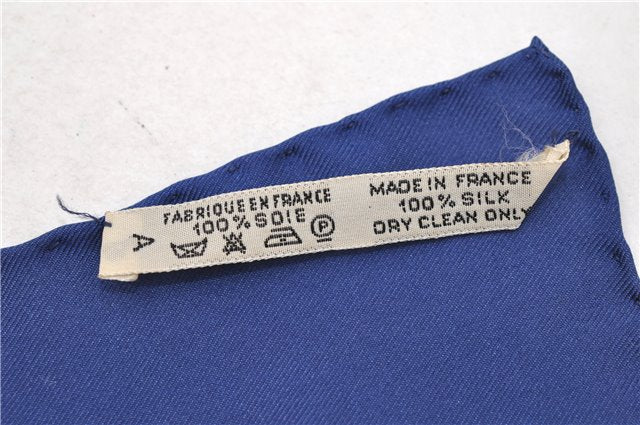 A
FABRIQUE EN FRANCE
100% SOIE
P
MADE IN FRANCE
100% SILK
DRY CLEAN ONLY